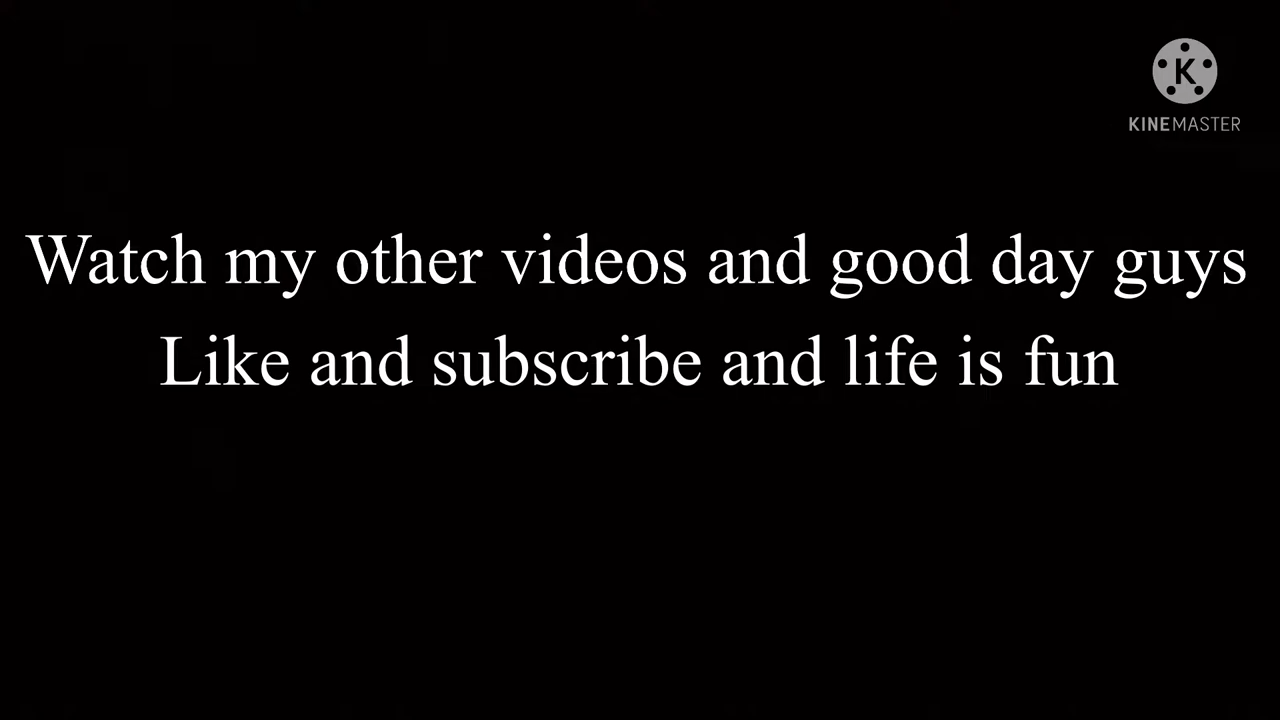 K
KINEMASTER
Watch my other videos and good day guys
Like and subscribe and life is fun